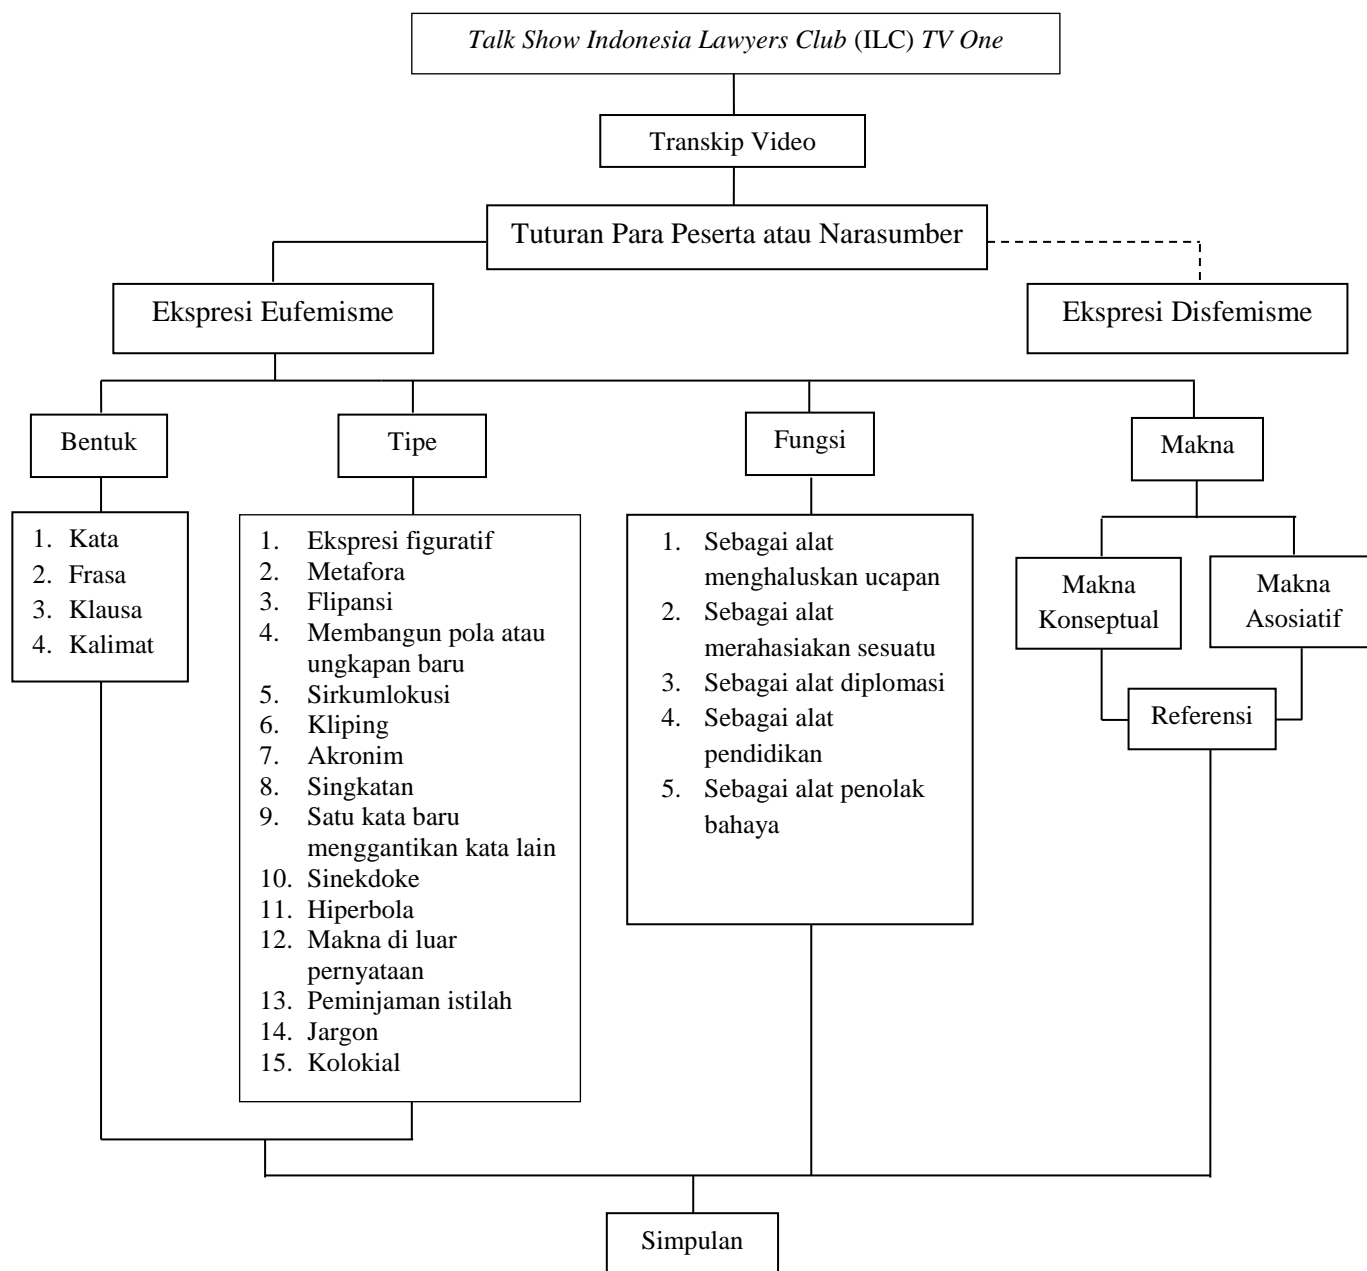 Talk Show Indonesia Lawyers Club (ILC) TV One
Transkip Video
Tuturan Para Peserta atau Narasumber
Ekspresi Eufemisme
Ekspresi Disfemisme
Bentuk
Tipe
Fungsi
Makna
1. Kata
2. Frasa
3. Klausa
4. Kalimat
1. Ekspresi figuratif
2. Metafora
3. Flipansi
4. Membangun pola atau
ungkapan baru
5. Sirkumlokusi
6. Kliping
7. Akronim
8. Singkatan
9. Satu kata baru
menggantikan kata lain
10. Sinekdoke
11. Hiperbola
12. Makna di luar
pernyataan
13. Peminjaman istilah
14. Jargon
15. Kolokial
1. Sebagai alat
menghaluskan ucapan
2. Sebagai alat
merahasiakan sesuatu
3. Sebagai alat diplomasi
4. Sebagai alat
pendidikan
5. Sebagai alat penolak
bahaya
Makna
Konseptual
Makna
Asosiatif
Referensi
Simpulan